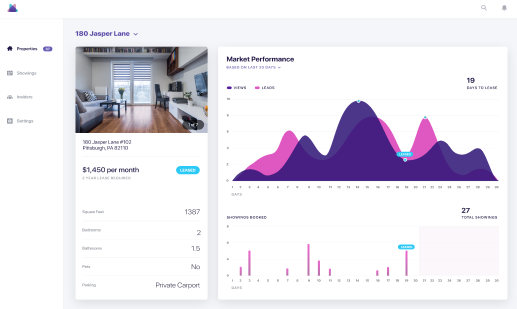 180 Jasper Lane
Properties
Showings
Analytics
Settings
1 of 7
180 Jasper Lane #102
Pittsburgh, PA 82110
$1,450 per month
LEASED
2 YEAR LEASE REQUIRED
Square Feet 1387
Bedrooms 2
Bathrooms 1.5
Pets No
Parking Private Carport
Market Performance
BASED ON LAST 30 DAYS
VIEWS LEADS
19
DAYS TO LEASE
LEASED
1 2 3 4 5 6 7 8 9 10 11 12 13 14 15 16 17 18 19 20 21 22 23 24 25 26 27 28 29 30
DAYS
SHOWINGS BOOKED
27
TOTAL SHOWINGS
LEASED
1 2 3 4 5 6 7 8 9 10 11 12 13 14 15 16 17 18 19 20 21 22 23 24 25 26 27 28 29 30
DAYS